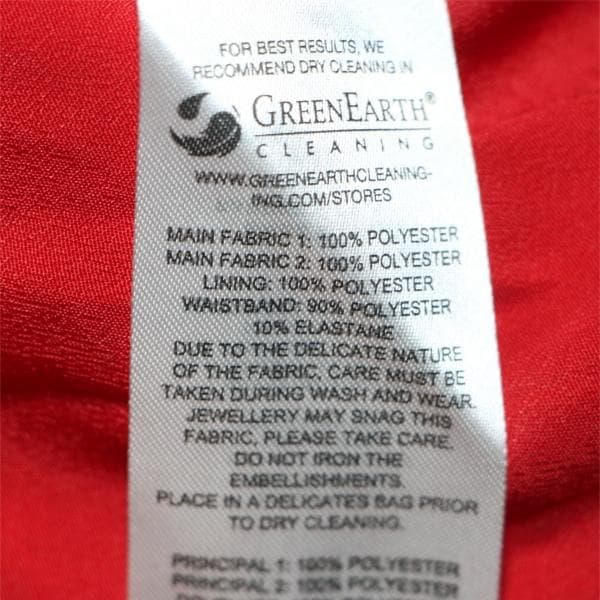 FOR BEST RESULTS, WE
RECOMMEND DRY CLEANING IN
GREENEARTH®
CLEANING
WWW.GREENEARTHCLEANING-
ING.COM/STORES
MAIN FABRIC 1: 100% POLYESTER
MAIN FABRIC 2: 100% POLYESTER
LINING: 100% POLYESTER
WAISTBAND: 90% POLYESTER
10% ELASTANE
DUE TO THE DELICATE NATURE
OF THE FABRIC, CARE MUST BE
TAKEN DURING WASH AND WEAR.
JEWELLERY MAY SNAG THIS
FABRIC, PLEASE TAKE CARE.
DO NOT IRON THE
EMBELLISHMENTS.
PLACE IN A DELICATES BAG PRIOR
TO DRY CLEANING.
PRINCIPAL 1: 100% POLYESTER
PRINCIPAL 2: 100% POLYESTER